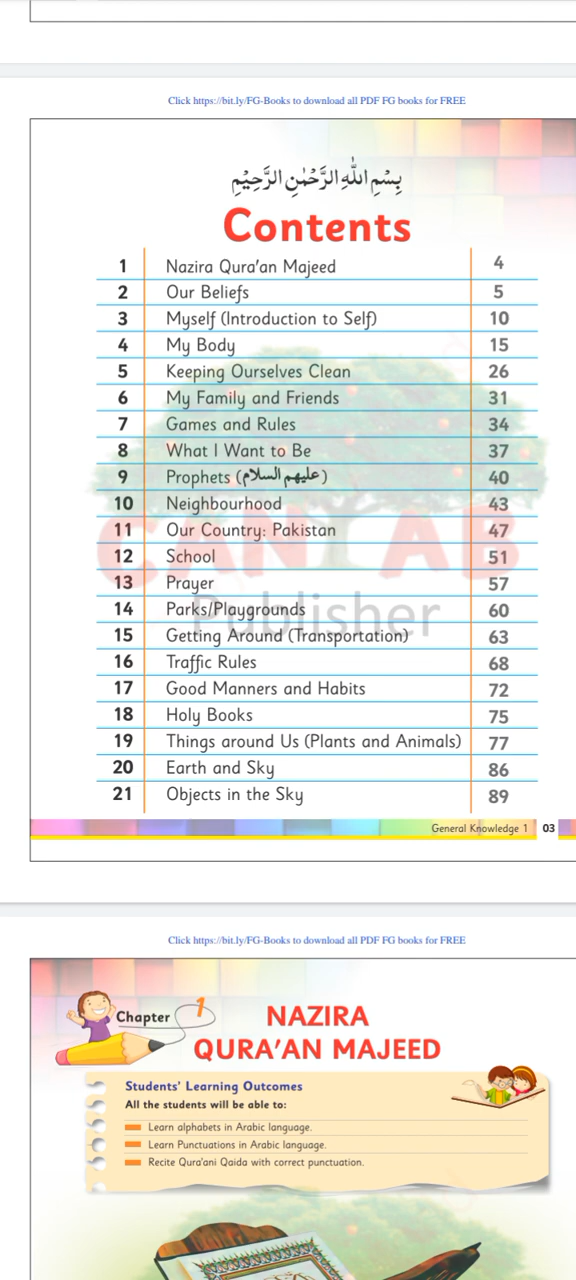 Click https://bit.ly/FG-Books to download all PDF FG books for FREE
بِسْمِ اللهِ الرَّحْمٰنِ الرَّحِيْمِ
Contents
1 Nazira Qura'an Majeed 4
2 Our Beliefs 5
3 Myself (Introduction to Self) 10
4 My Body 15
5 Keeping Ourselves Clean 26
6 My Family and Friends 31
7 Games and Rules 34
8 What I Want to Be 37
9 Prophets (عليهم السلام) 40
10 Neighbourhood 43
11 Our Country: Pakistan 47
12 School 51
13 Prayer 57
14 Parks/Playgrounds 60
15 Getting Around (Transportation) 63
16 Traffic Rules 68
17 Good Manners and Habits 72
18 Holy Books 75
19 Things around Us (Plants and Animals) 77
20 Earth and Sky 86
21 Objects in the Sky 89
CANTAB
Publisher
General Knowledge 1 03
Click https://bit.ly/FG-Books to download all PDF FG books for FREE
Chapter 1
NAZIRA
QURA'AN MAJEED
Students' Learning Outcomes
All the students will be able to:
Learn alphabets in Arabic language.
Learn Punctuations in Arabic language.
Recite Qura'ani Qaida with correct punctuation.